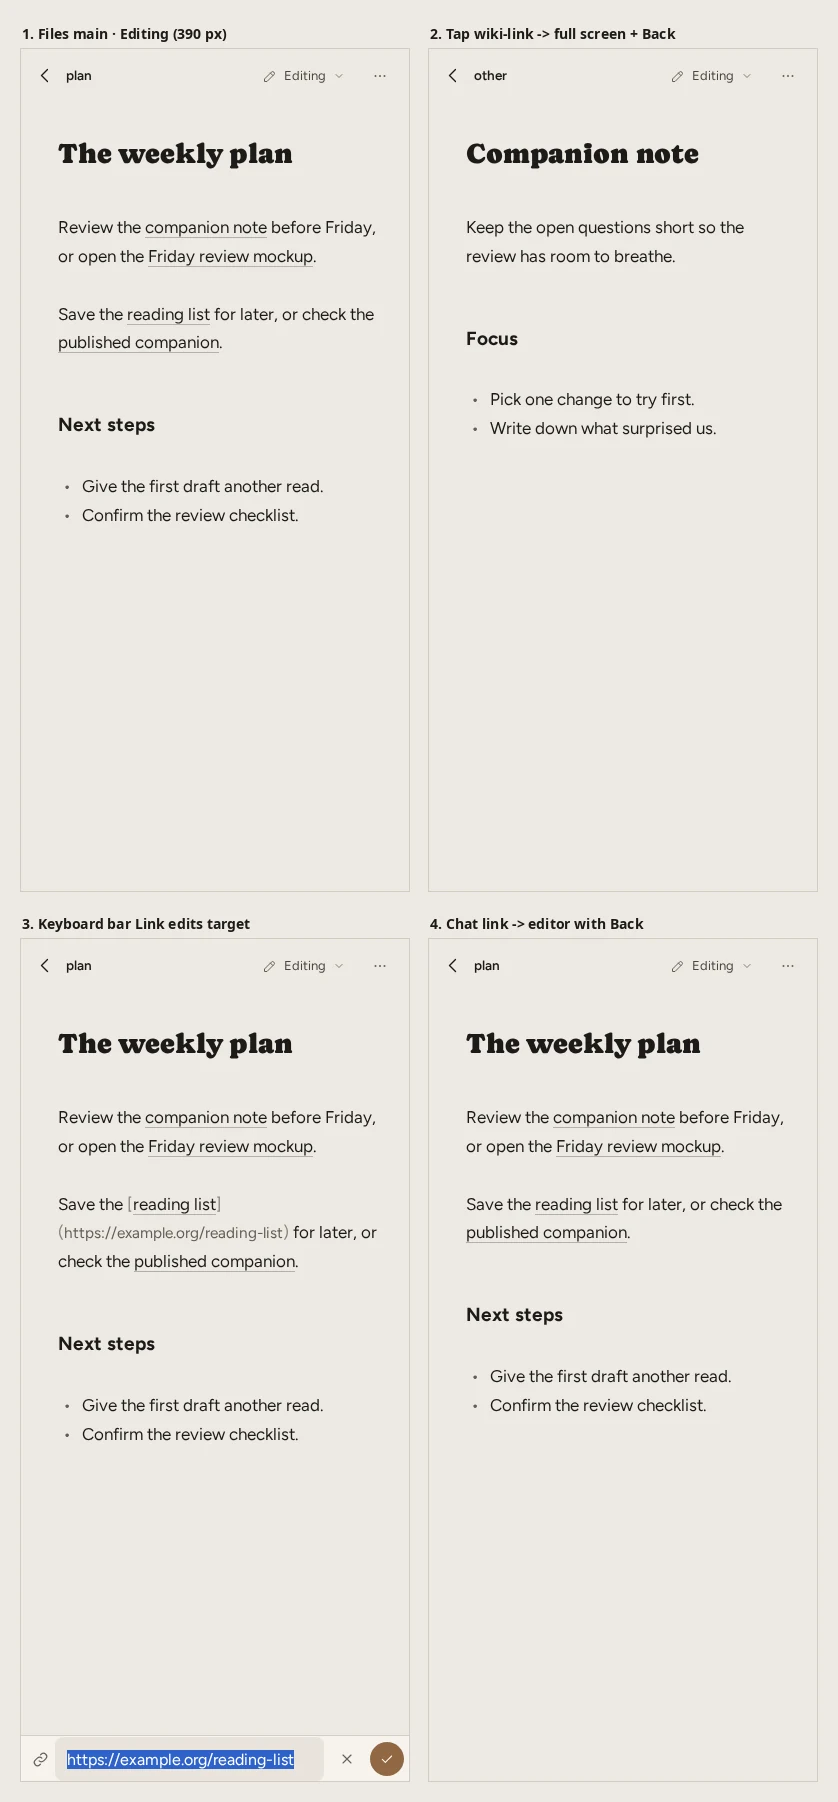 1. Files main · Editing (390 px)
plan
Editing
The weekly plan
Review the companion note before Friday,
or open the Friday review mockup.
Save the reading list for later, or check the
published companion.
Next steps
• Give the first draft another read.
• Confirm the review checklist.
2. Tap wiki-link -> full screen + Back
other
Editing
Companion note
Keep the open questions short so the
review has room to breathe.
Focus
• Pick one change to try first.
• Write down what surprised us.
3. Keyboard bar Link edits target
plan
Editing
The weekly plan
Review the companion note before Friday,
or open the Friday review mockup.
Save the [reading list]
(https://example.org/reading-list) for later, or
check the published companion.
Next steps
• Give the first draft another read.
• Confirm the review checklist.
https://example.org/reading-list
4. Chat link -> editor with Back
plan
Editing
The weekly plan
Review the companion note before Friday,
or open the Friday review mockup.
Save the reading list for later, or check the
published companion.
Next steps
• Give the first draft another read.
• Confirm the review checklist.